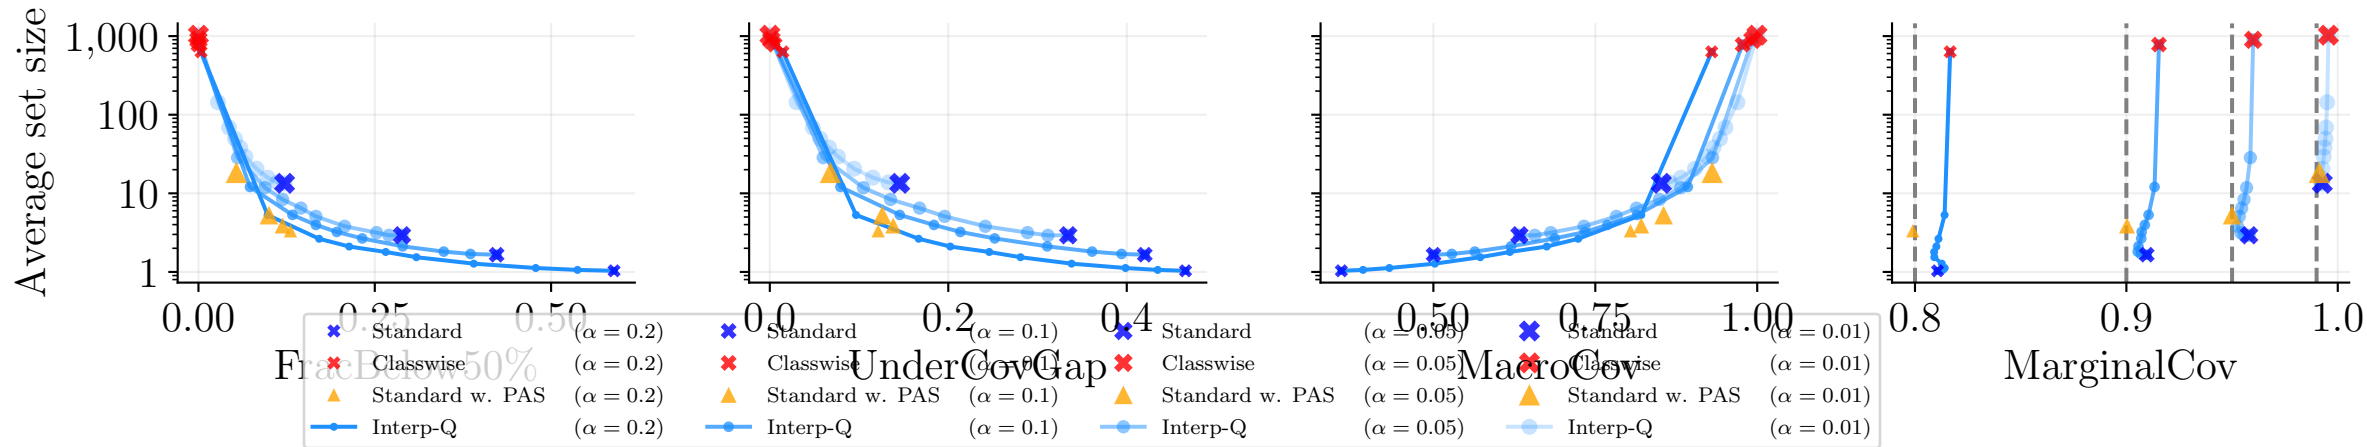 Average set size
1,000
100
10
1
0.00 0.25 0.50
FracBelow50%
0.0 0.2 0.4
UnderCovGap
0.50 0.75 1.00
MacroCov
0.8 0.9 1.0
MarginalCov
Standard (α = 0.2) Standard (α = 0.1) Standard (α = 0.05) Standard (α = 0.01)
Classwise (α = 0.2) Classwise (α = 0.1) Classwise (α = 0.05) Classwise (α = 0.01)
Standard w. PAS (α = 0.2) Standard w. PAS (α = 0.1) Standard w. PAS (α = 0.05) Standard w. PAS (α = 0.01)
Interp-Q (α = 0.2) Interp-Q (α = 0.1) Interp-Q (α = 0.05) Interp-Q (α = 0.01)